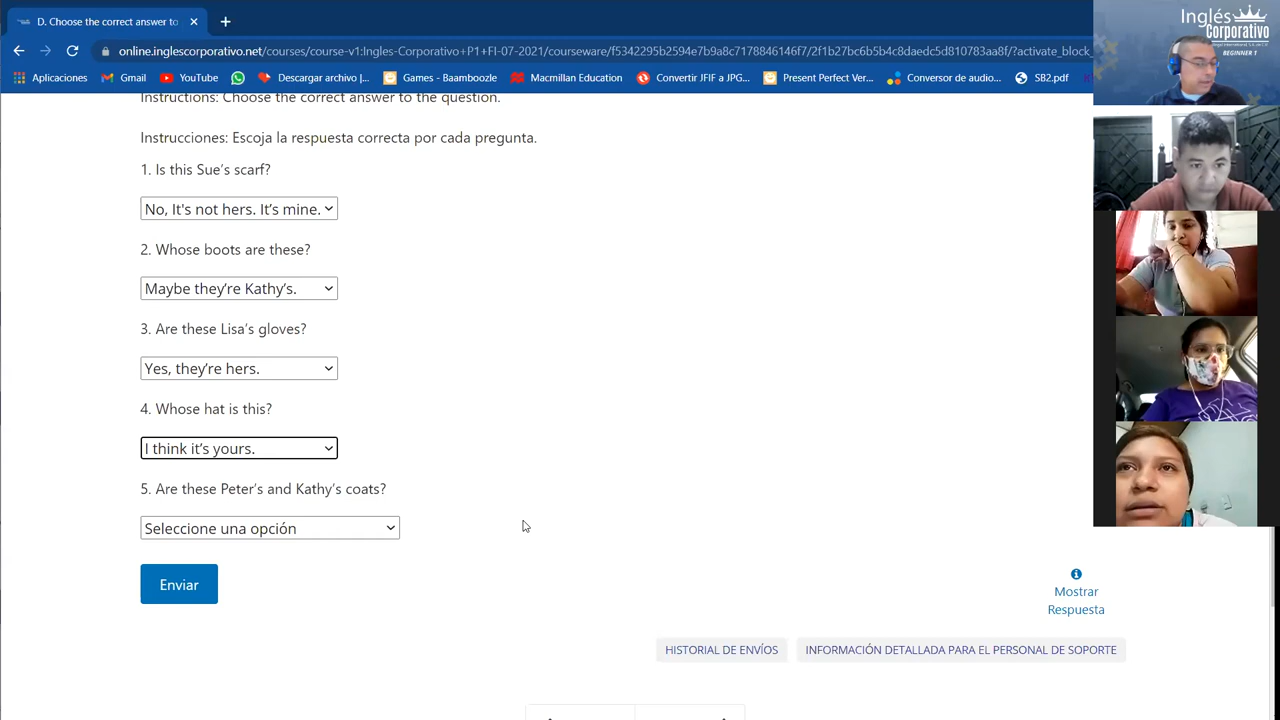 D. Choose the correct answer to
online.inglescorporativo.net/courses/course-v1:Ingles-Corporativo+P1+FI-07-2021/courseware/f5342295b2594e7b9a8c7178846146f7/2f1b27bc6b5b4c8daedc5d810783aa8f/?activate_block_
Aplicaciones
Gmail
YouTube
Descargar archivo |...
Games - Baamboozle
Macmillan Education
Convertir JFIF a JPG...
Present Perfect Ver...
Conversor de audio...
SB2.pdf
Inglés
Corporativo
BEGINNER 1
Instructions: Choose the correct answer to the question.
Instrucciones: Escoja la respuesta correcta por cada pregunta.
1. Is this Sue's scarf?
No, It's not hers. It's mine.
2. Whose boots are these?
Maybe they're Kathy's.
3. Are these Lisa's gloves?
Yes, they're hers.
4. Whose hat is this?
I think it's yours.
5. Are these Peter's and Kathy's coats?
Seleccione una opción
Enviar
Mostrar
Respuesta
HISTORIAL DE ENVÍOS
INFORMACIÓN DETALLADA PARA EL PERSONAL DE SOPORTE